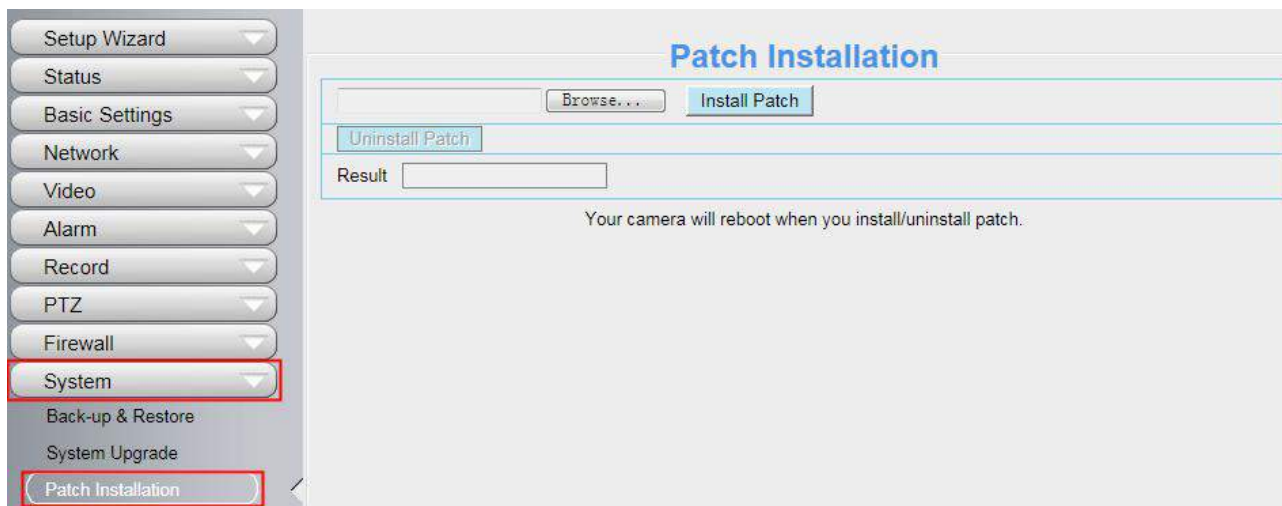 Setup Wizard
Status
Basic Settings
Network
Video
Alarm
Record
PTZ
Firewall
System
Back-up & Restore
System Upgrade
Patch Installation
Patch Installation
Browse... Install Patch
Uninstall Patch
Result
Your camera will reboot when you install/uninstall patch.